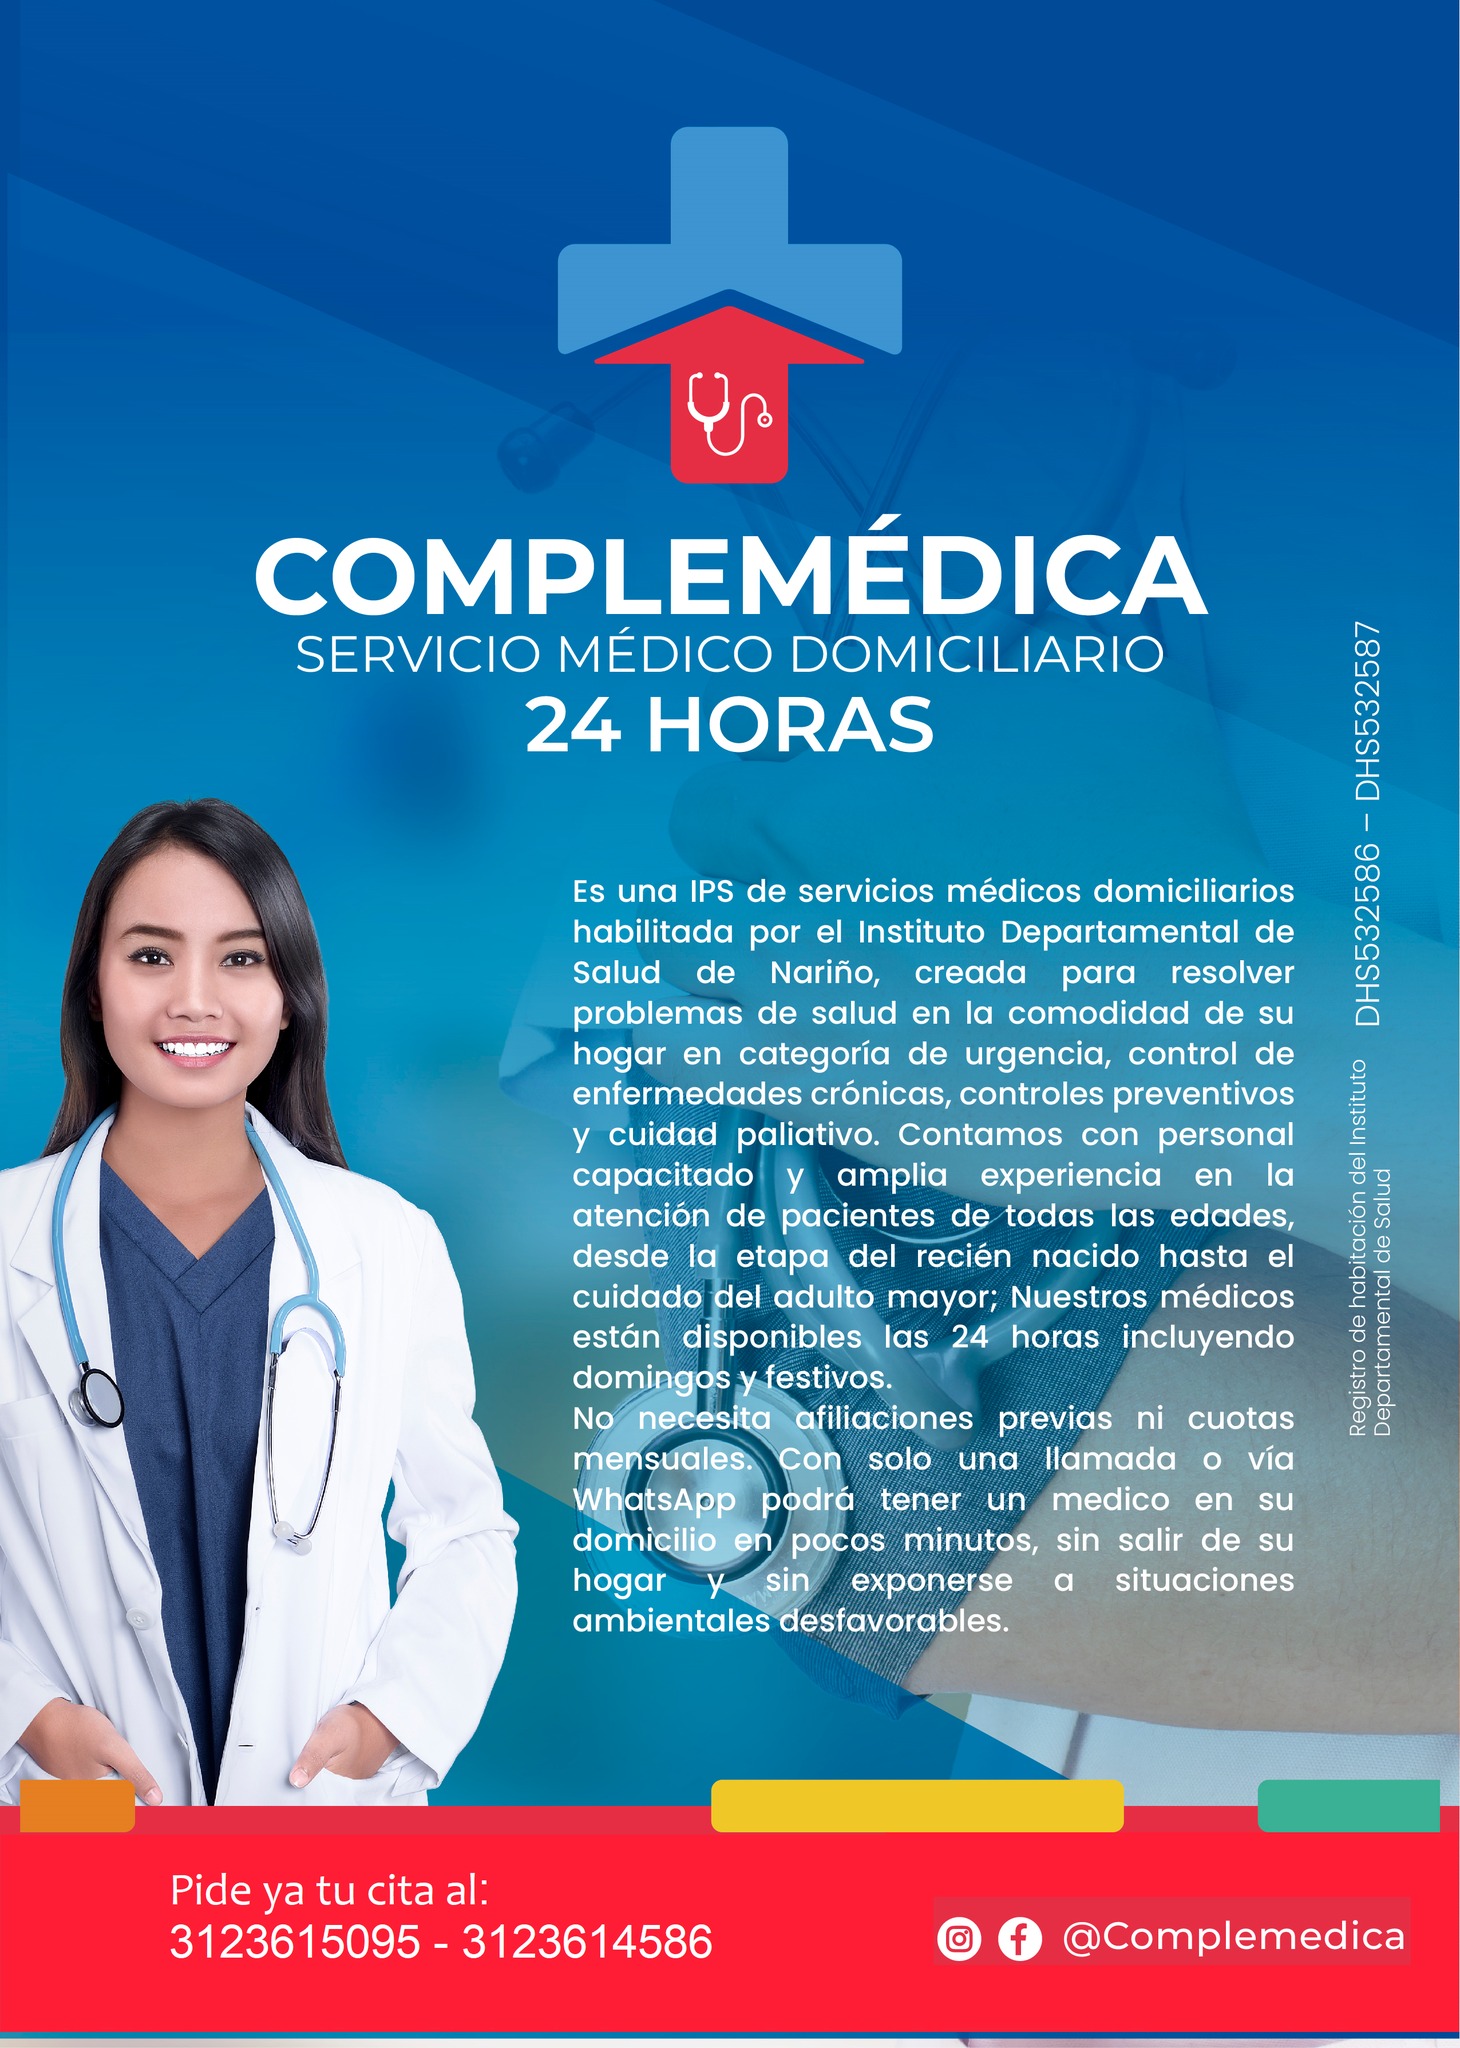 COMPLEMÉDICA
SERVICIO MÉDICO DOMICILIARIO
24 HORAS
Es una IPS de servicios médicos domiciliarios
habilitada por el Instituto Departamental de
Salud de Nariño, creada para resolver
problemas de salud en la comodidad de su
hogar en categoría de urgencia, control de
enfermedades crónicas, controles preventivos
y cuidad paliativo. Contamos con personal
capacitado y amplia experiencia en la
atención de pacientes de todas las edades,
desde la etapa del recién nacido hasta el
cuidado del adulto mayor; Nuestros médicos
están disponibles las 24 horas incluyendo
domingos y festivos.
No necesita afiliaciones previas ni cuotas
mensuales. Con solo una llamada o vía
WhatsApp podrá tener un medico en su
domicilio en pocos minutos, sin salir de su
hogar y sin exponerse a situaciones
ambientales desfavorables.
Registro de habitación del Instituto
Departamental de Salud
DHS532586 – DHS532587
Pide ya tu cita al:
3123615095 - 3123614586
@Complemedica